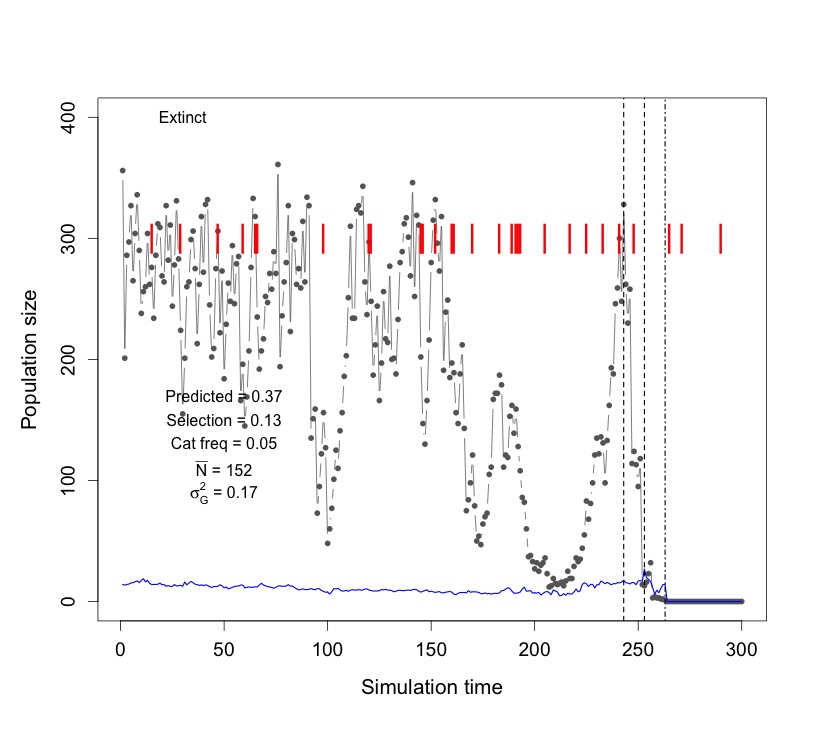 Extinct
400
300
200
100
0
Population size
Predicted = 0.37
Selection = 0.13
Cat freq = 0.05
N̅ = 152
σ²G = 0.17
0 50 100 150 200 250 300
Simulation time